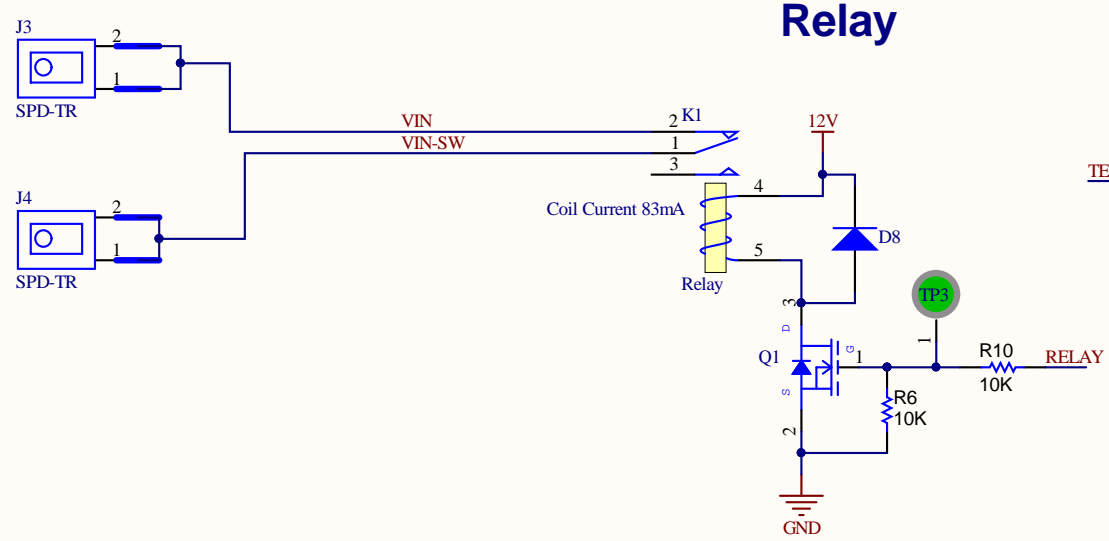 Relay
J3
2
1
SPD-TR
VIN
VIN-SW
2
K1
1
3
12V
TE
J4
2
1
SPD-TR
4
Coil Current 83mA
5
D8
Relay
TP3
3
D
1
Q1
G
1
R10
RELAY
10K
S
R6
10K
2
GND